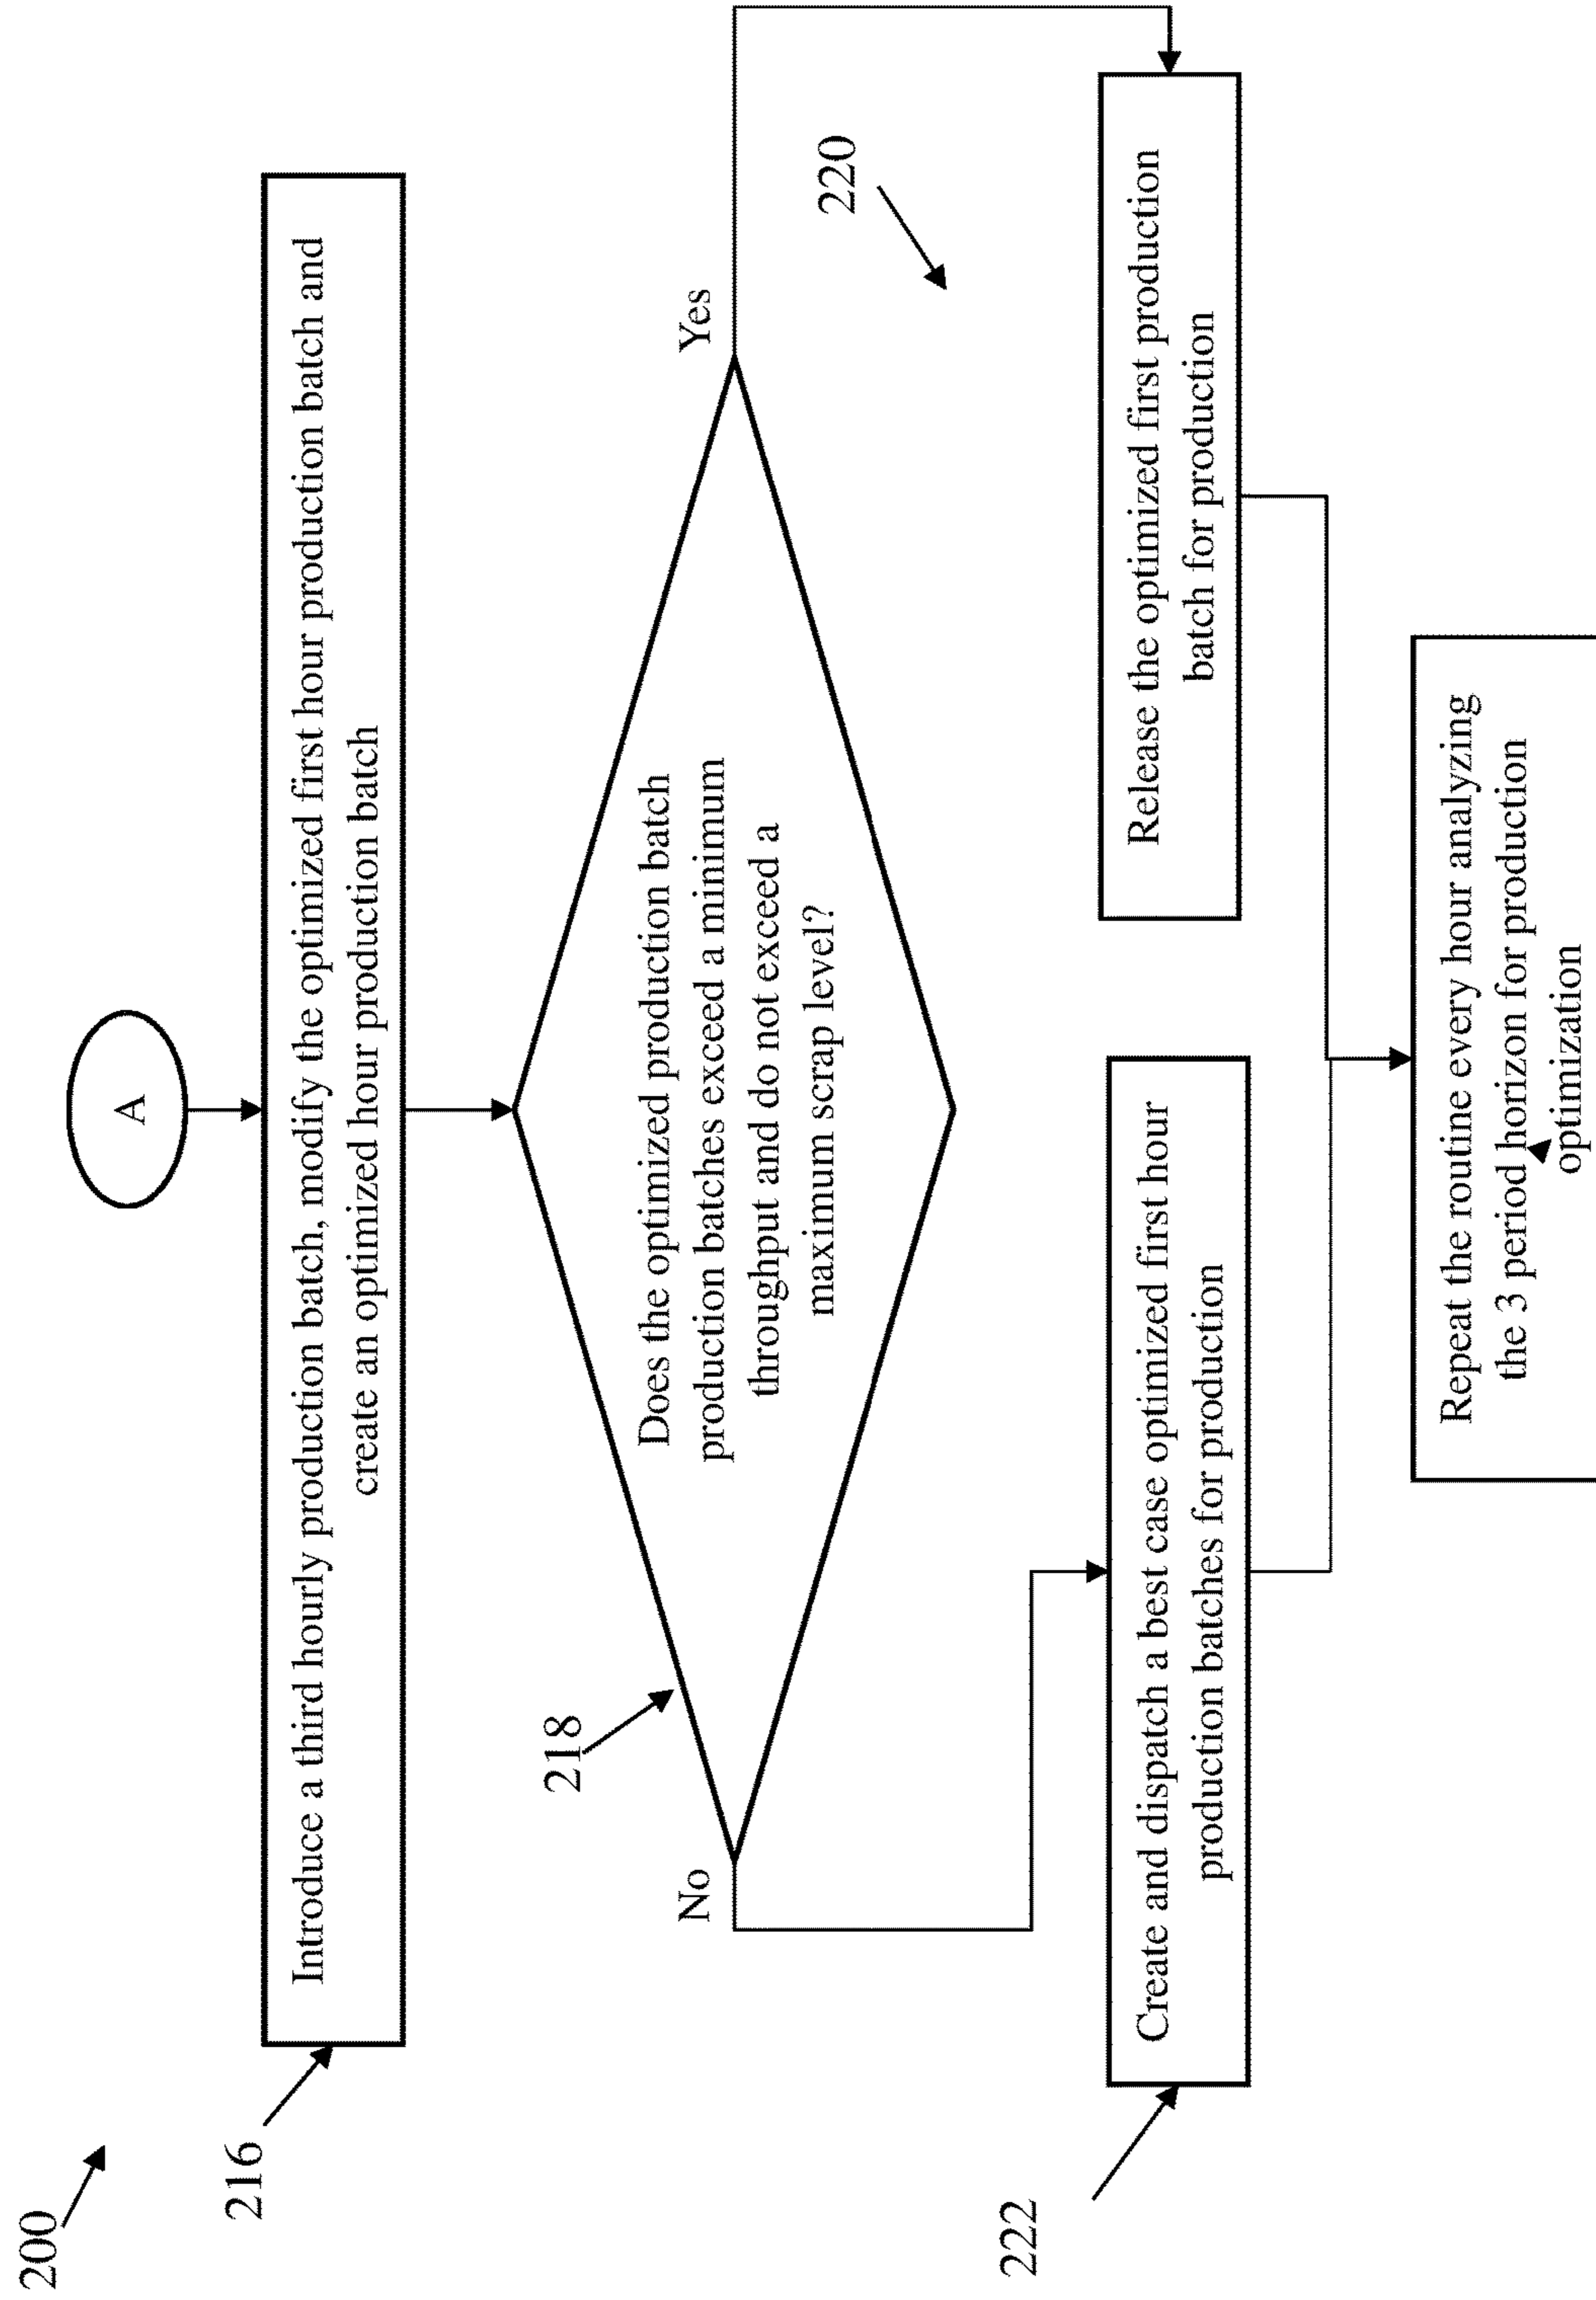 200
A
216
Introduce a third hourly production batch, modify the optimized first hour production batch and
create an optimized hour production batch
218
No
Yes
Does the optimized production batch
production batches exceed a minimum
throughput and do not exceed a
maximum scrap level?
220
222
Create and dispatch a best case optimized first hour
production batches for production
Release the optimized first production
batch for production
Repeat the routine every hour analyzing
the 3 period horizon for production
optimization